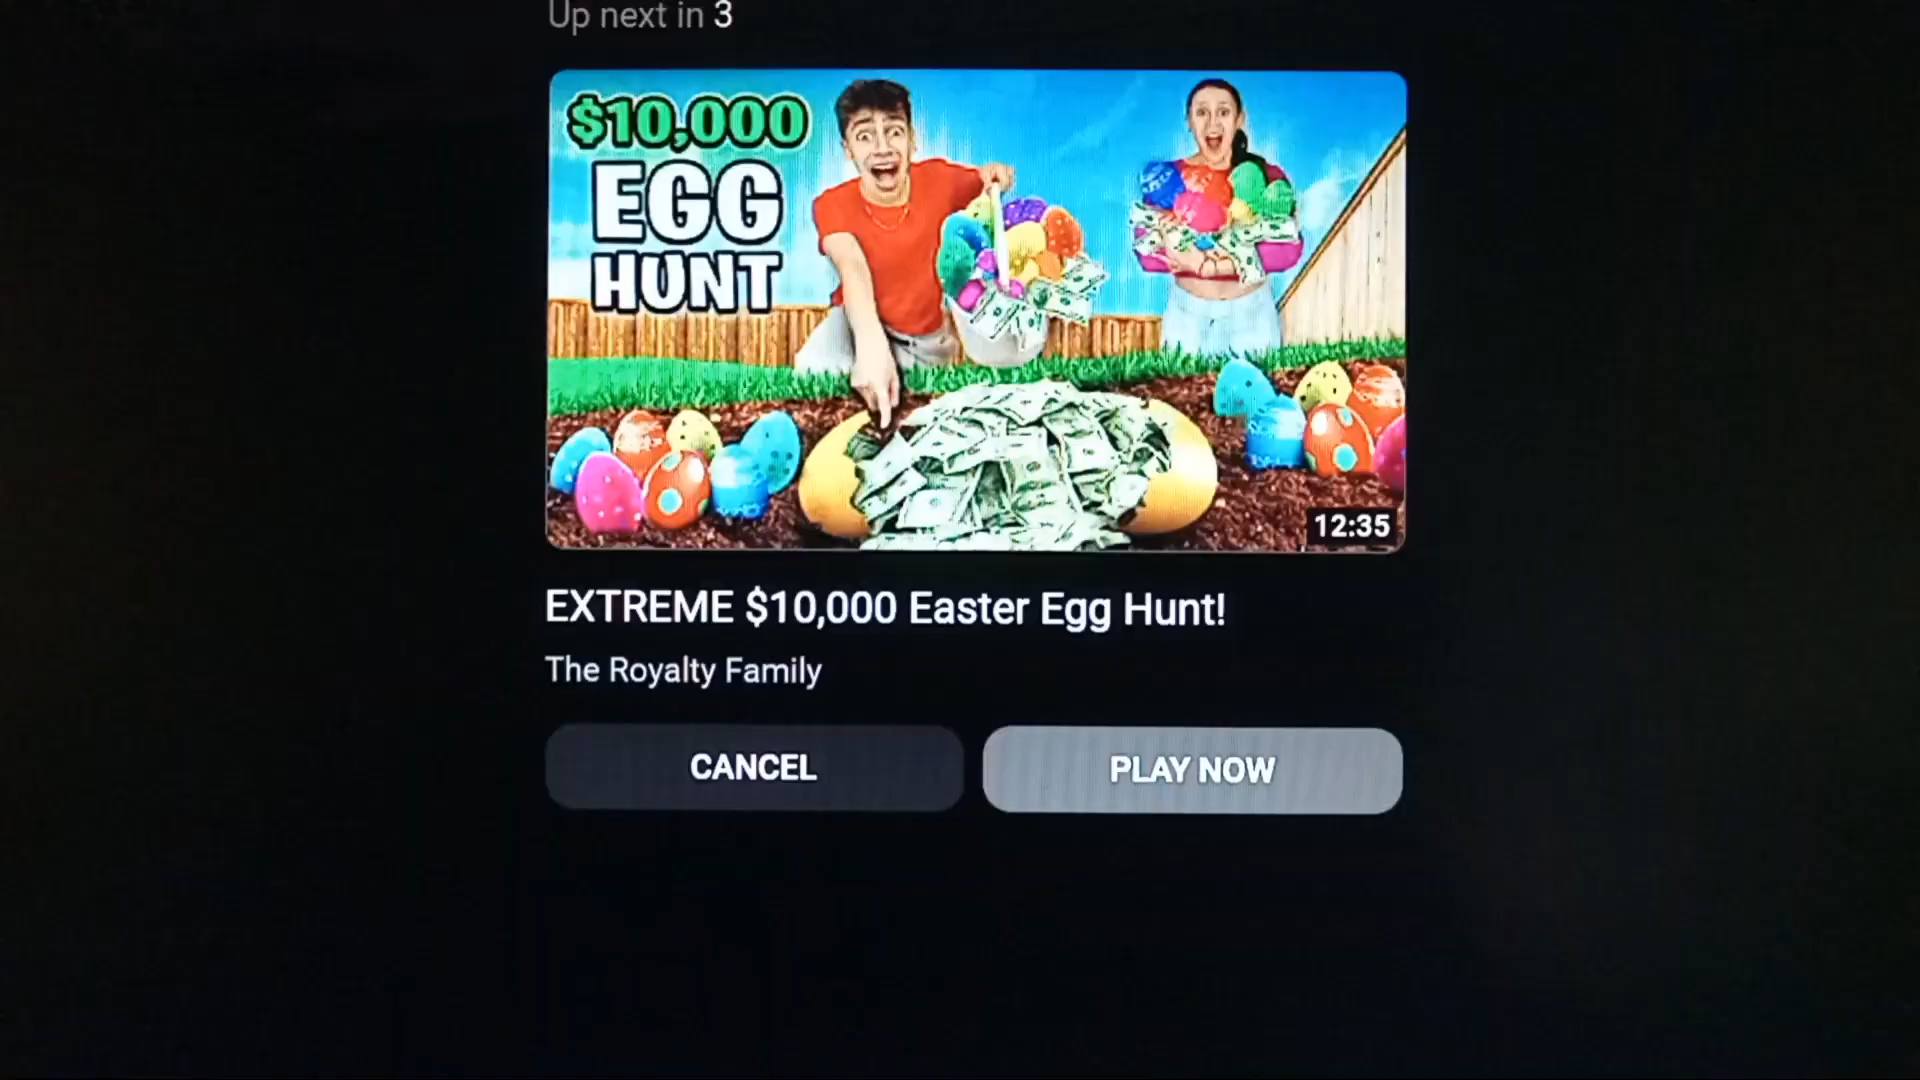 Up next in 3
$10,000
EGG
HUNT
12:35
EXTREME $10,000 Easter Egg Hunt!
The Royalty Family
CANCEL
PLAY NOW